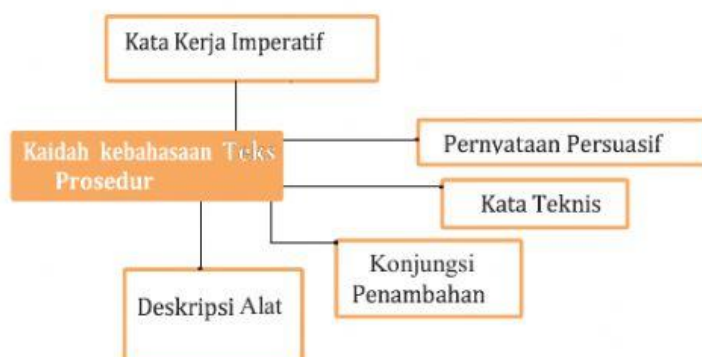 Kata Kerja Imperatif
Kaidah kebahasaan Teks
Prosedur
Pernyataan Persuasif
Kata Teknis
Konjungsi
Penambahan
Deskripsi Alat